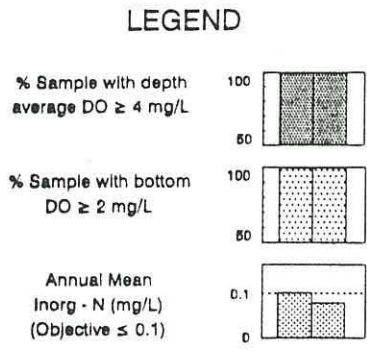 LEGEND
% Sample with depth
average DO ≥ 4 mg/L
100
50
% Sample with bottom
DO ≥ 2 mg/L
100
50
Annual Mean
Inorg - N (mg/L)
(Objective ≤ 0.1)
0.1
0